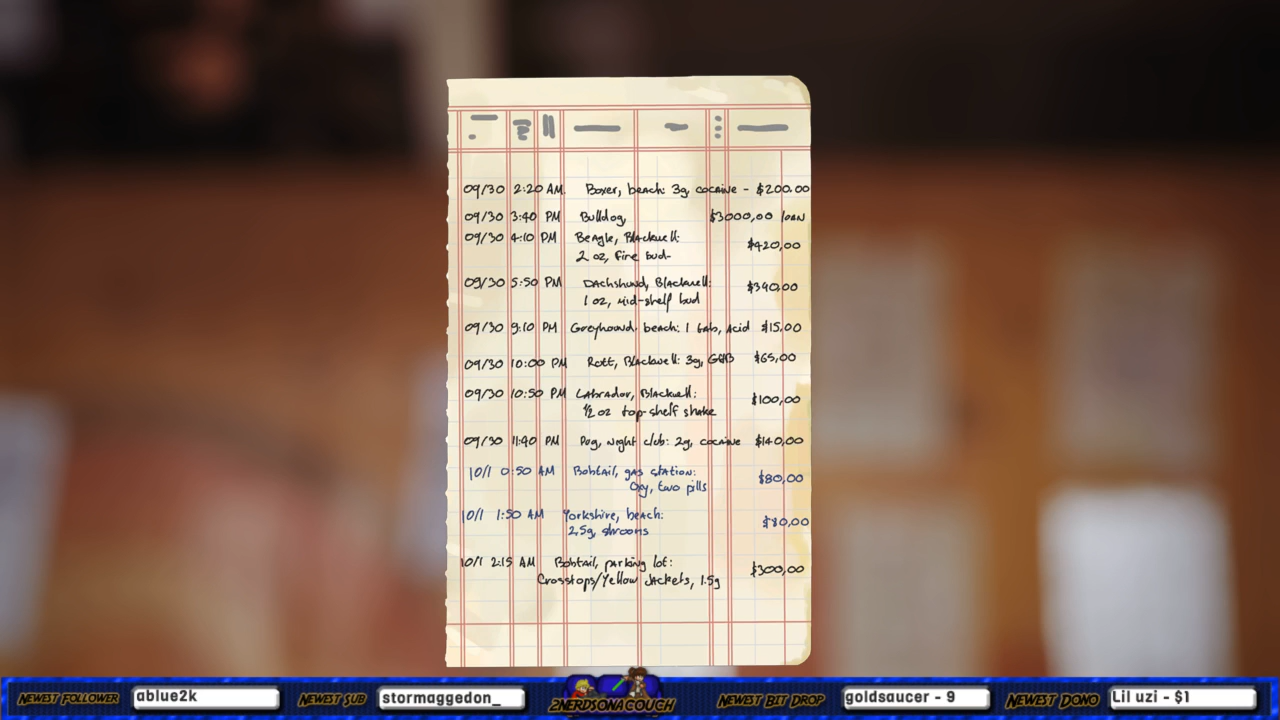 09/30 2:20 AM. Boxer, beach: 3g, cocaine - $200.00
09/30 3:40 PM Bulldog, $3000,00 loan
09/30 4:10 PM Beagle, Blackwell: $420,00
2 oz, fire bud-
09/30 5:50 PM Dachshund, Blackwell: $340,00
1 oz, mid-shelf bud
09/30 9:10 PM Greyhound, beach: 1 tab, Acid $15.00
09/30 10:00 PM Rott, Blackwell: 3g, GHB $65,00
09/30 10:50 PM Labrador, Blackwell: $100,00
1/2 oz top-shelf shake
09/30 11:40 PM Pog, night club: 2g, cocaine $140,00
10/1 0:50 AM Bobtail, gas station: $80,00
Oxy, two pills
10/1 1:50 AM Yorkshire, beach:
2,5g, shrooms
10/1 2:15 AM Bobtail, parking lot: $300,00
Crosstops/Yellow Jackets, 1.5g
Newest Follower ablue2k Newest Sub stormaggedon_ 2NERDSONACOUCH Newest Bit Drop goldsaucer - 9 Newest Dono Lil uzi - $1